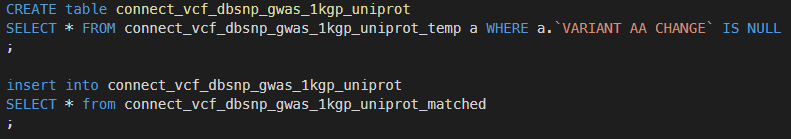 CREATE table connect_vcf_dbsnp_gwas_1kgp_uniprot
SELECT * FROM connect_vcf_dbsnp_gwas_1kgp_uniprot_temp a WHERE a.`VARIANT AA CHANGE` IS NULL
;
insert into connect_vcf_dbsnp_gwas_1kgp_uniprot
SELECT * from connect_vcf_dbsnp_gwas_1kgp_uniprot_matched
;